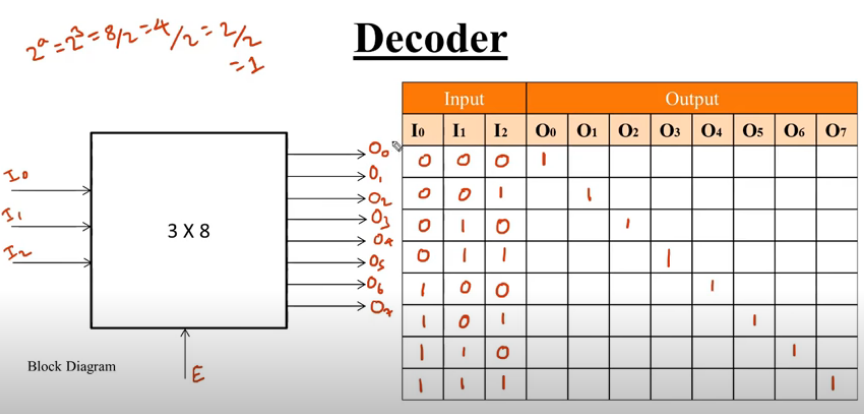 2ᵃ = 2³ = 8/2 = 4/2 = 2/2
= 1
Decoder
Input Output
I₀ I₁ I₂ O₀ O₁ O₂ O₃ O₄ O₅ O₆ O₇
0 0 0 1
0 0 1 1
0 1 0 1
0 1 1 1
1 0 0 1
1 0 1 1
1 1 0 1
1 1 1 1
I₀
I₁
I₂
3 X 8
O₀
O₁
O₂
O₃
O₄
O₅
O₆
O₇
E
Block Diagram